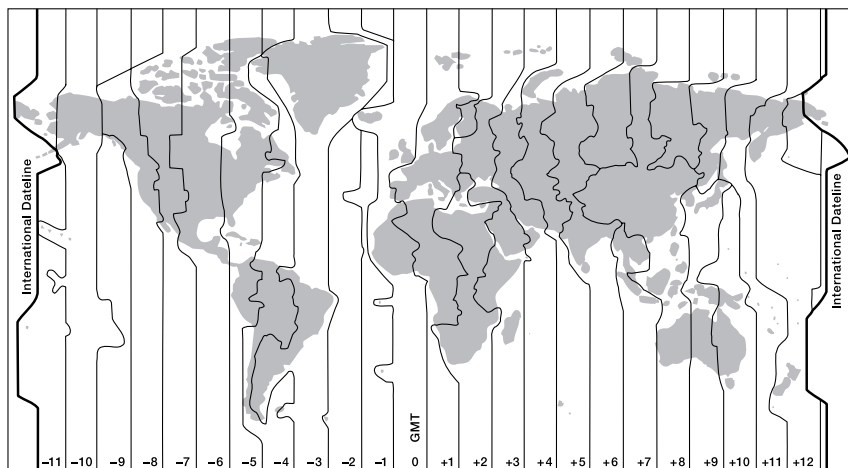 International Dateline
International Dateline
GMT
−11 −10 −9 −8 −7 −6 −5 −4 −3 −2 −1 0 +1 +2 +3 +4 +5 +6 +7 +8 +9 +10 +11 +12